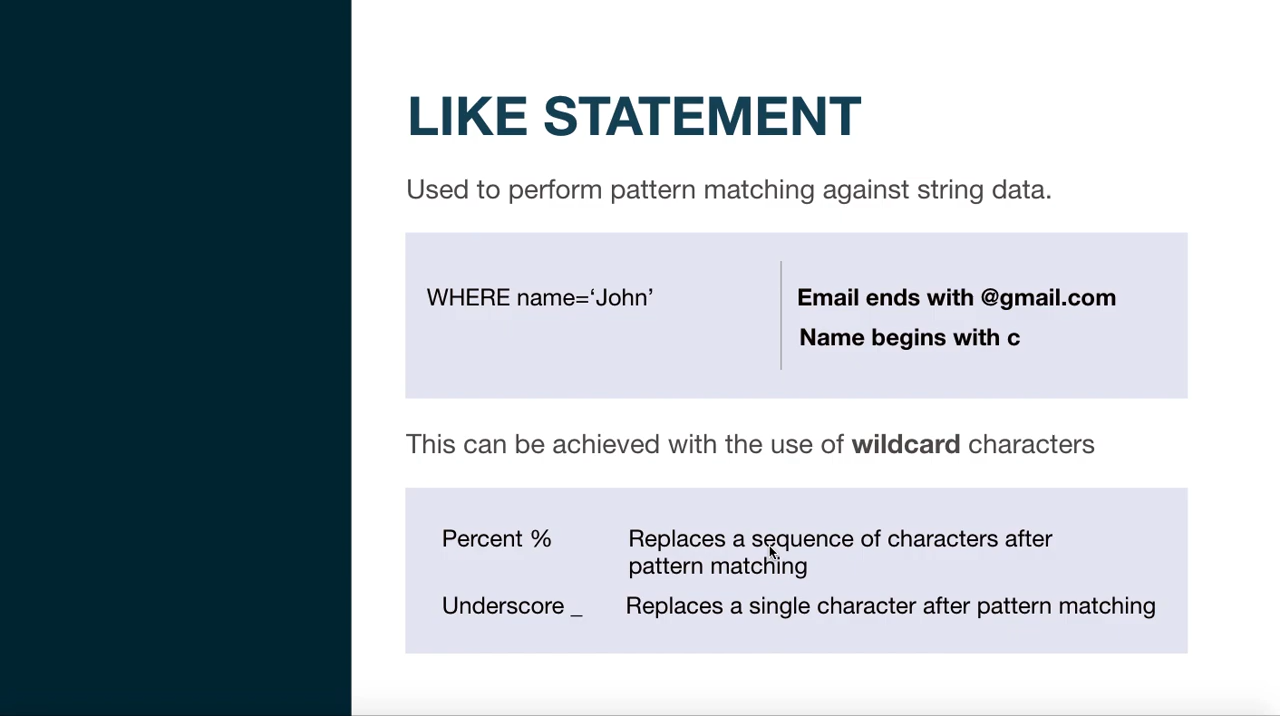 LIKE STATEMENT
Used to perform pattern matching against string data.
WHERE name=‘John’
Email ends with @gmail.com
Name begins with c
This can be achieved with the use of wildcard characters
Percent %
Replaces a sequence of characters after
pattern matching
Underscore _
Replaces a single character after pattern matching